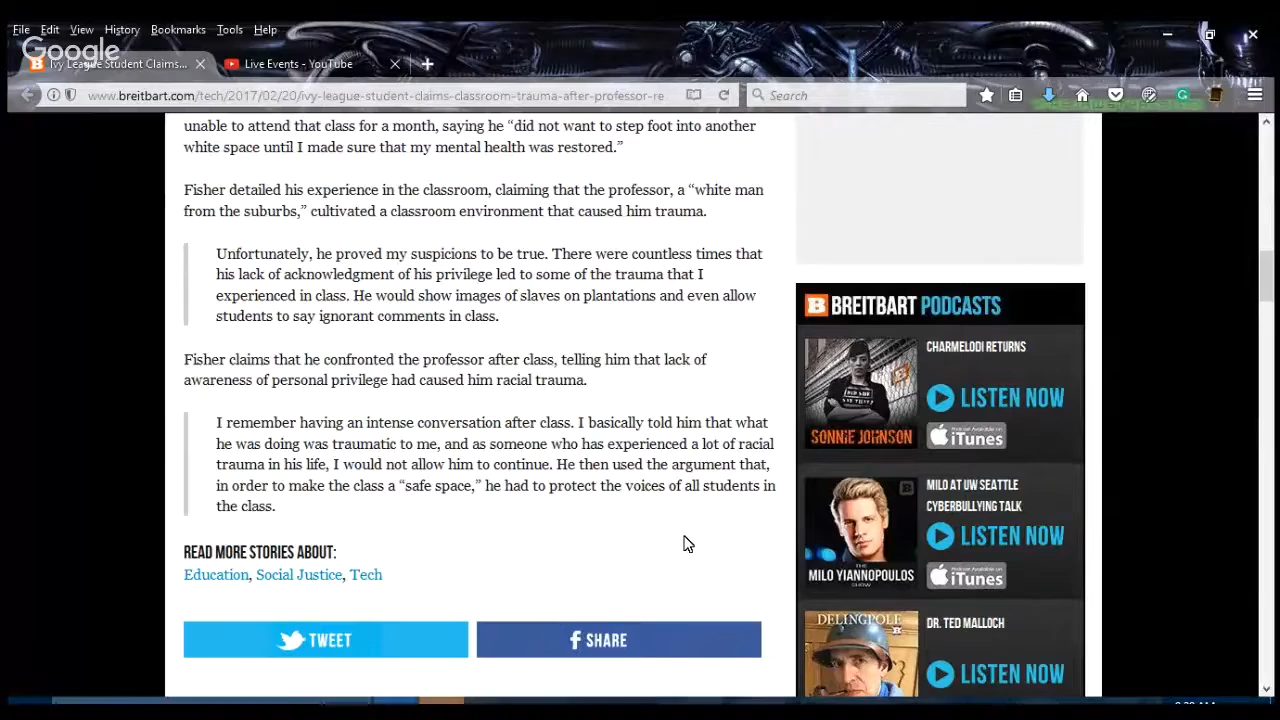 File Edit View History Bookmarks Tools Help
Google
Ivy League Student Claims...
Live Events - YouTube
www.breitbart.com/tech/2017/02/20/ivy-league-student-claims-classroom-trauma-after-professor-re
Search
unable to attend that class for a month, saying he “did not want to step foot into another
white space until I made sure that my mental health was restored.”
Fisher detailed his experience in the classroom, claiming that the professor, a “white man
from the suburbs,” cultivated a classroom environment that caused him trauma.
Unfortunately, he proved my suspicions to be true. There were countless times that
his lack of acknowledgment of his privilege led to some of the trauma that I
experienced in class. He would show images of slaves on plantations and even allow
students to say ignorant comments in class.
Fisher claims that he confronted the professor after class, telling him that lack of
awareness of personal privilege had caused him racial trauma.
I remember having an intense conversation after class. I basically told him that what
he was doing was traumatic to me, and as someone who has experienced a lot of racial
trauma in his life, I would not allow him to continue. He then used the argument that,
in order to make the class a “safe space,” he had to protect the voices of all students in
the class.
READ MORE STORIES ABOUT:
Education, Social Justice, Tech
TWEET
SHARE
BREITBART PODCASTS
SONNIE JOHNSON
CHARMELODI RETURNS
LISTEN NOW
iTunes
THE
MILO YIANNOPOULOS
SHOW
MILO AT UW SEATTLE
CYBERBULLYING TALK
LISTEN NOW
iTunes
DELINGPOLE
DR. TED MALLOCH
LISTEN NOW